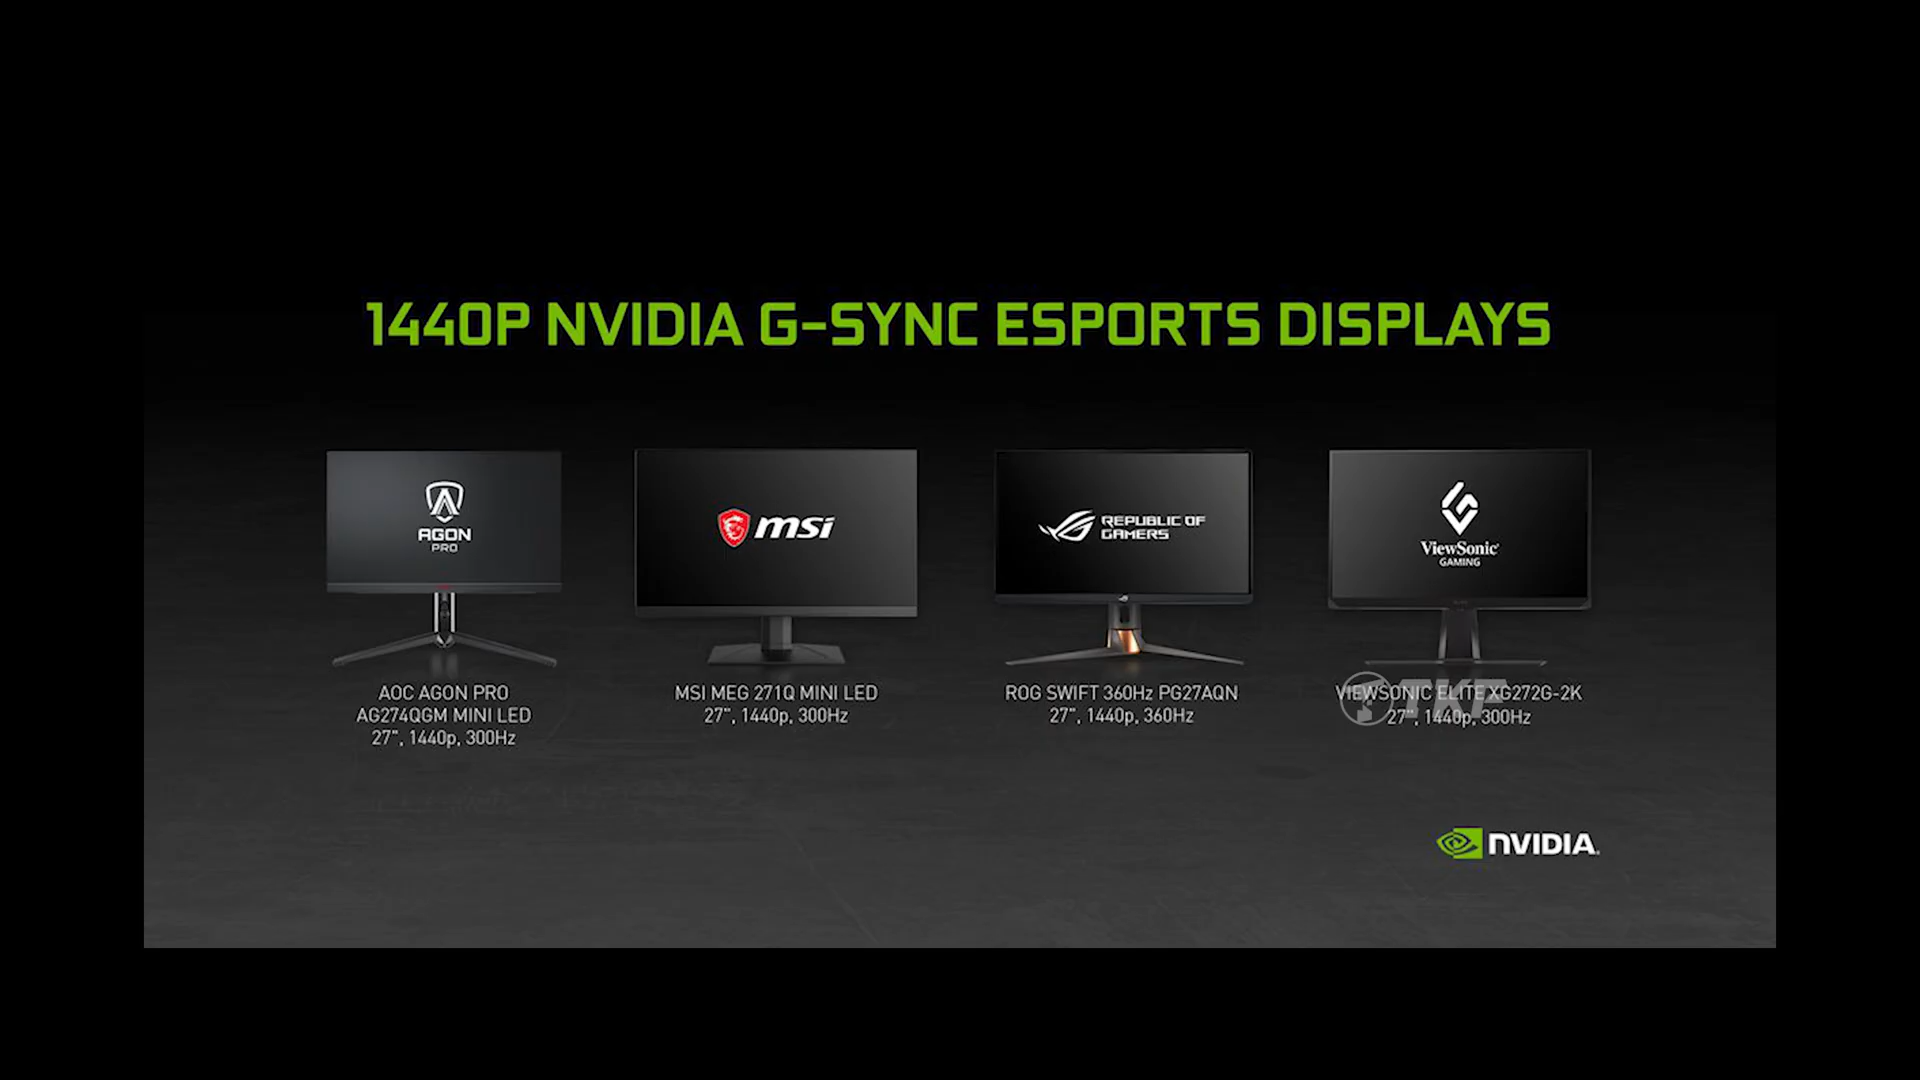 1440P NVIDIA G-SYNC ESPORTS DISPLAYS
AGON
PRO
msi
REPUBLIC OF
GAMERS
ViewSonic
GAMING
AOC AGON PRO
AG274QGM MINI LED
27", 1440p, 300Hz
MSI MEG 271Q MINI LED
27", 1440p, 300Hz
ROG SWIFT 360Hz PG27AQN
27", 1440p, 360Hz
VIEWSONIC ELITE XG272G-2K
27", 1440p, 300Hz
TKF
NVIDIA.